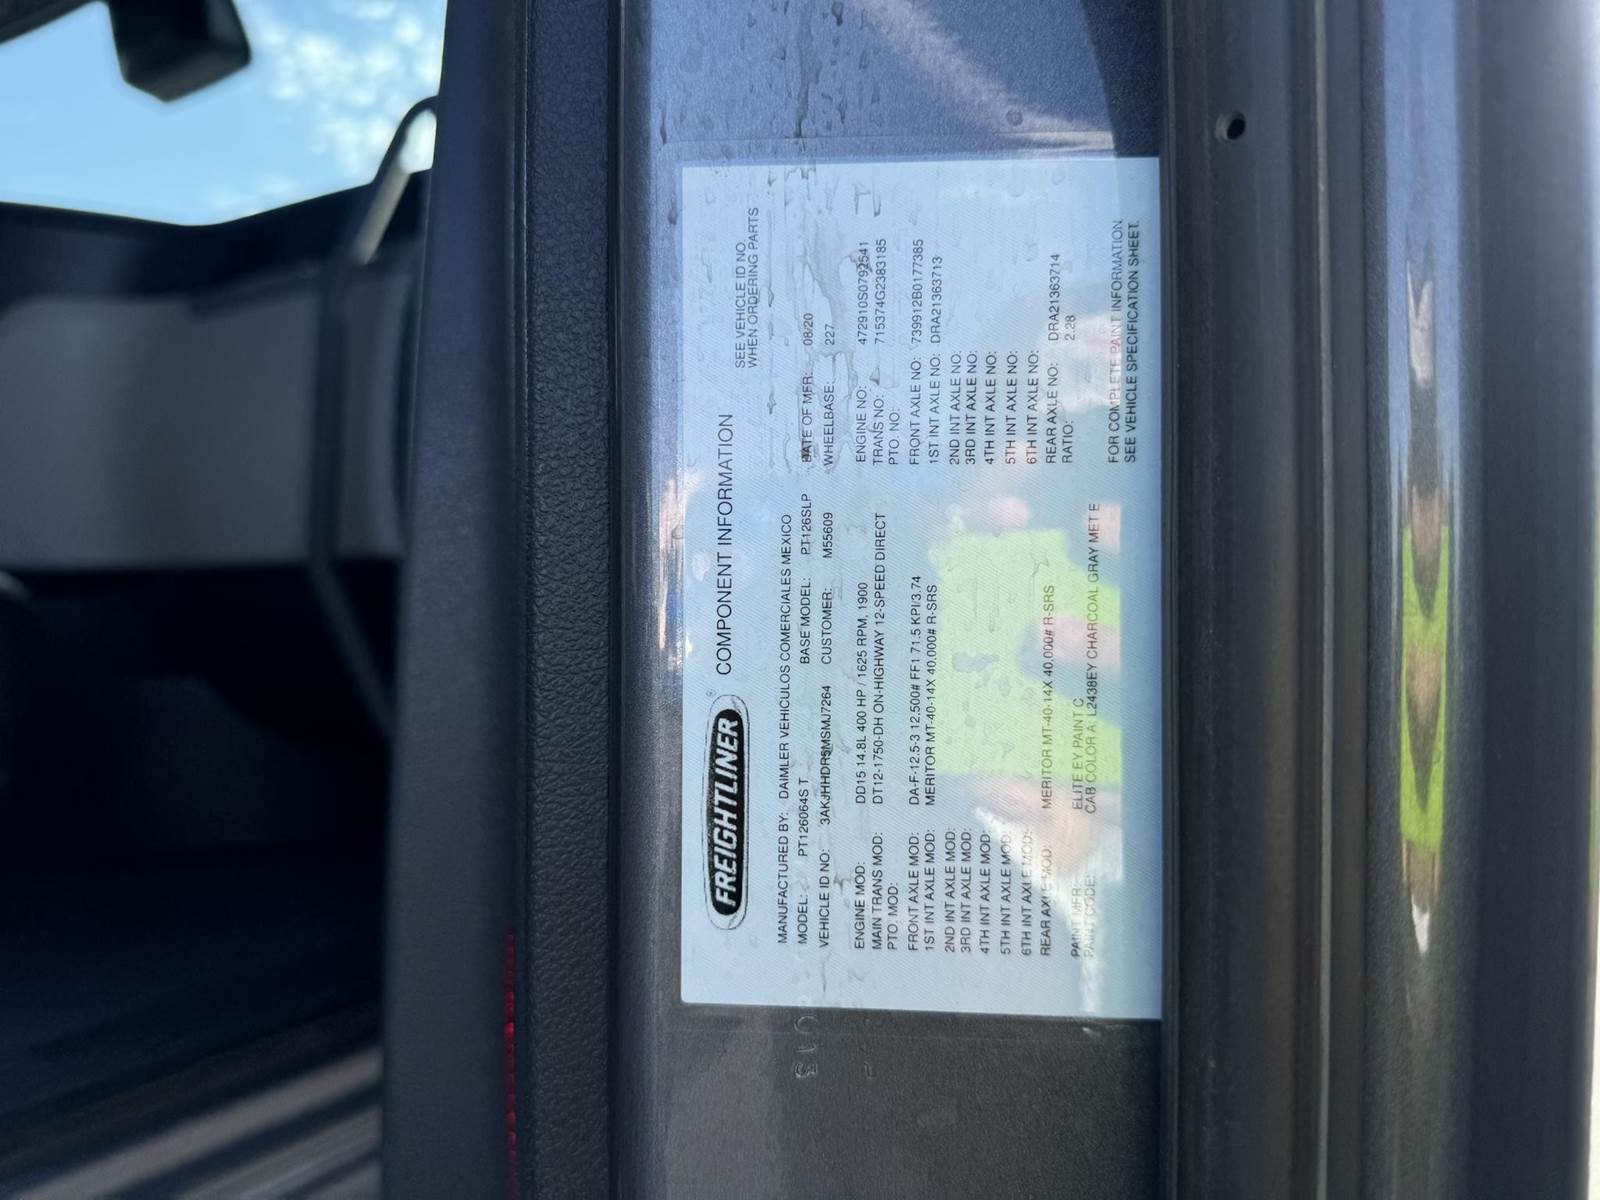 FREIGHTLINER® COMPONENT INFORMATION
SEE VEHICLE ID NO.
WHEN ORDERING PARTS
MANUFACTURED BY: DAIMLER VEHICULOS COMERCIALES MEXICO
MODEL: PT126064S T BASE MODEL: PT126SLP DATE OF MFR: 08/20
VEHICLE ID NO: 3AKJHHDR5MSMJ7264 CUSTOMER: M55609 WHEELBASE: 227
ENGINE MOD: DD15 14.8L 400 HP / 1625 RPM, 1900 ENGINE NO: 472910S0792541
MAIN TRANS MOD: DT12-1750-DH ON-HIGHWAY 12-SPEED DIRECT TRANS NO: 715374G2383185
PTO. MOD: PTO. NO:
FRONT AXLE MOD: DA-F-12.5-3 12,500# FF1 71.5 KPI/3.74 FRONT AXLE NO: 739912B0177385
1ST INT AXLE MOD: MERITOR MT-40-14X 40,000# R-SRS 1ST INT AXLE NO: DRA21363713
2ND INT AXLE MOD: 2ND INT AXLE NO.
3RD INT AXLE MOD: 3RD INT AXLE NO:
4TH INT AXLE MOD: 4TH INT AXLE NO:
5TH INT AXLE MOD: 5TH INT AXLE NO:
6TH INT AXLE MOD: 6TH INT AXLE NO:
REAR AXLE MOD: MERITOR MT-40-14X 40,000# R-SRS REAR AXLE NO: DRA21363714
RATIO: 2.28
PAINT MFR: ELITE EY PAINT C
PAINT CODE: CAB COLOR A: L2438EY CHARCOAL GRAY MET E
FOR COMPLETE PAINT INFORMATION
SEE VEHICLE SPECIFICATION SHEET.